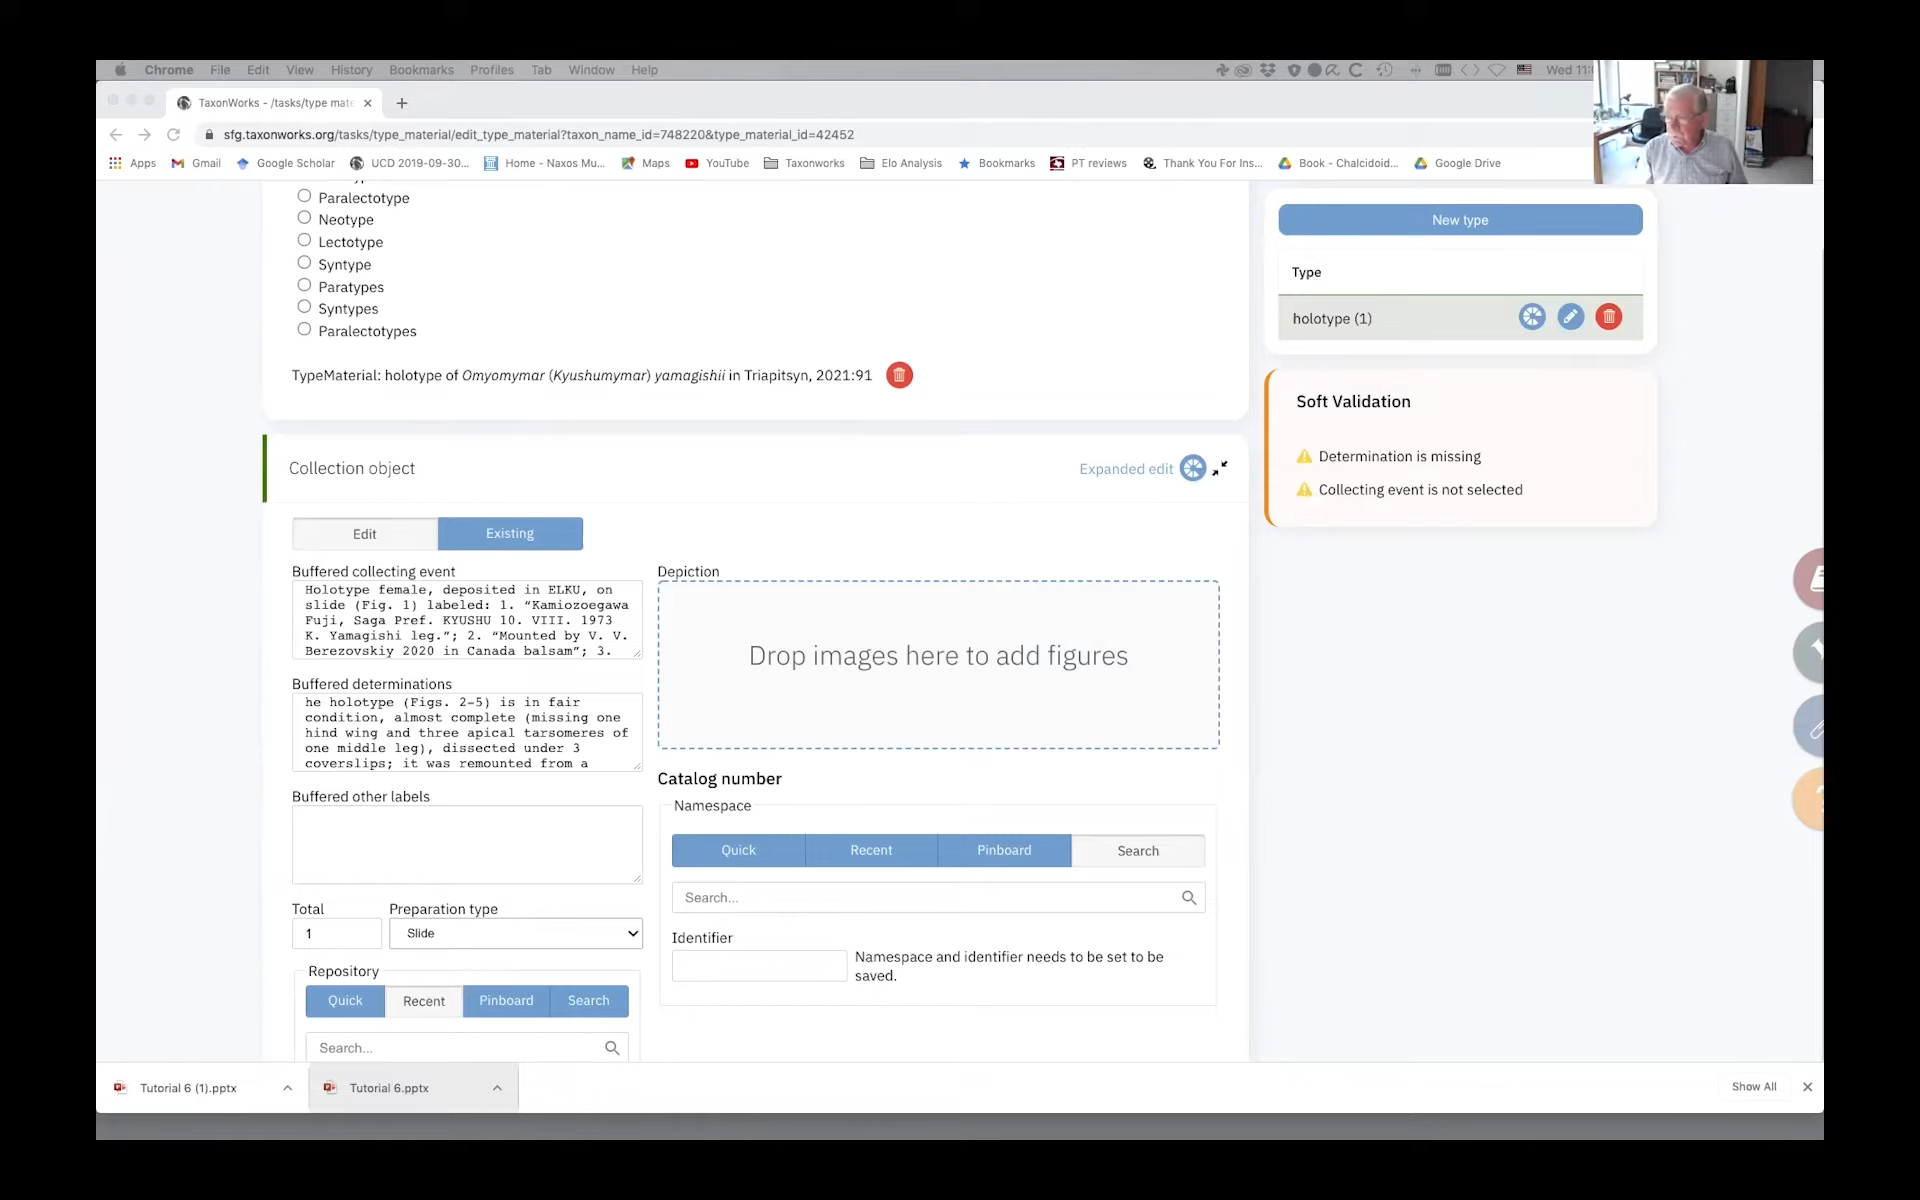 Chrome File Edit View History Bookmarks Profiles Tab Window Help
TaxonWorks - /tasks/type mate
sfg.taxonworks.org/tasks/type_material/edit_type_material?taxon_name_id=748220&type_material_id=42452
Apps Gmail Google Scholar UCD 2019-09-30... Home - Naxos Mu... Maps YouTube Taxonworks Elo Analysis Bookmarks PT reviews Thank You For Ins... Book - Chalcidoid... Google Drive
Paralectotype
Neotype
Lectotype
Syntype
Paratypes
Syntypes
Paralectotypes
TypeMaterial: holotype of Omyomymar (Kyushumymar) yamagishii in Triapitsyn, 2021:91
New type
Type
holotype (1)
Soft Validation
Determination is missing
Collecting event is not selected
Collection object
Expanded edit
Edit Existing
Buffered collecting event
Holotype female, deposited in ELKU, on
slide (Fig. 1) labeled: 1. “Kamiozoegawa
Fuji, Saga Pref. KYUSHU 10. VIII. 1973
K. Yamagishi leg.”; 2. “Mounted by V. V.
Berezovskiy 2020 in Canada balsam”; 3.
Buffered determinations
he holotype (Figs. 2–5) is in fair
condition, almost complete (missing one
hind wing and three apical tarsomeres of
one middle leg), dissected under 3
coverslips; it was remounted from a
Buffered other labels
Total
1
Preparation type
Slide
Repository
Quick Recent Pinboard Search
Search...
Depiction
Drop images here to add figures
Catalog number
Namespace
Quick Recent Pinboard Search
Search...
Identifier
Namespace and identifier needs to be set to be
saved.
Tutorial 6 (1).pptx
Tutorial 6.pptx
Show All